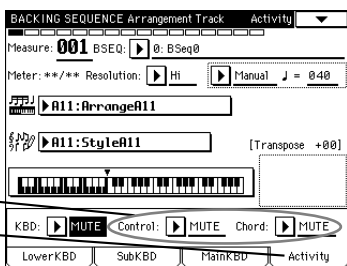 BACKING SEQUENCE Arrangement Track Activity
Measure: 001 BSEQ: 0: BSeq0
Meter: **/** Resolution: Hi Manual ♩ = 040
A11:ArrangeA11
A11:StyleA11
[Transpose +00]
KBD: MUTE Control: MUTE Chord: MUTE
LowerKBD SubKBD MainKBD Activity